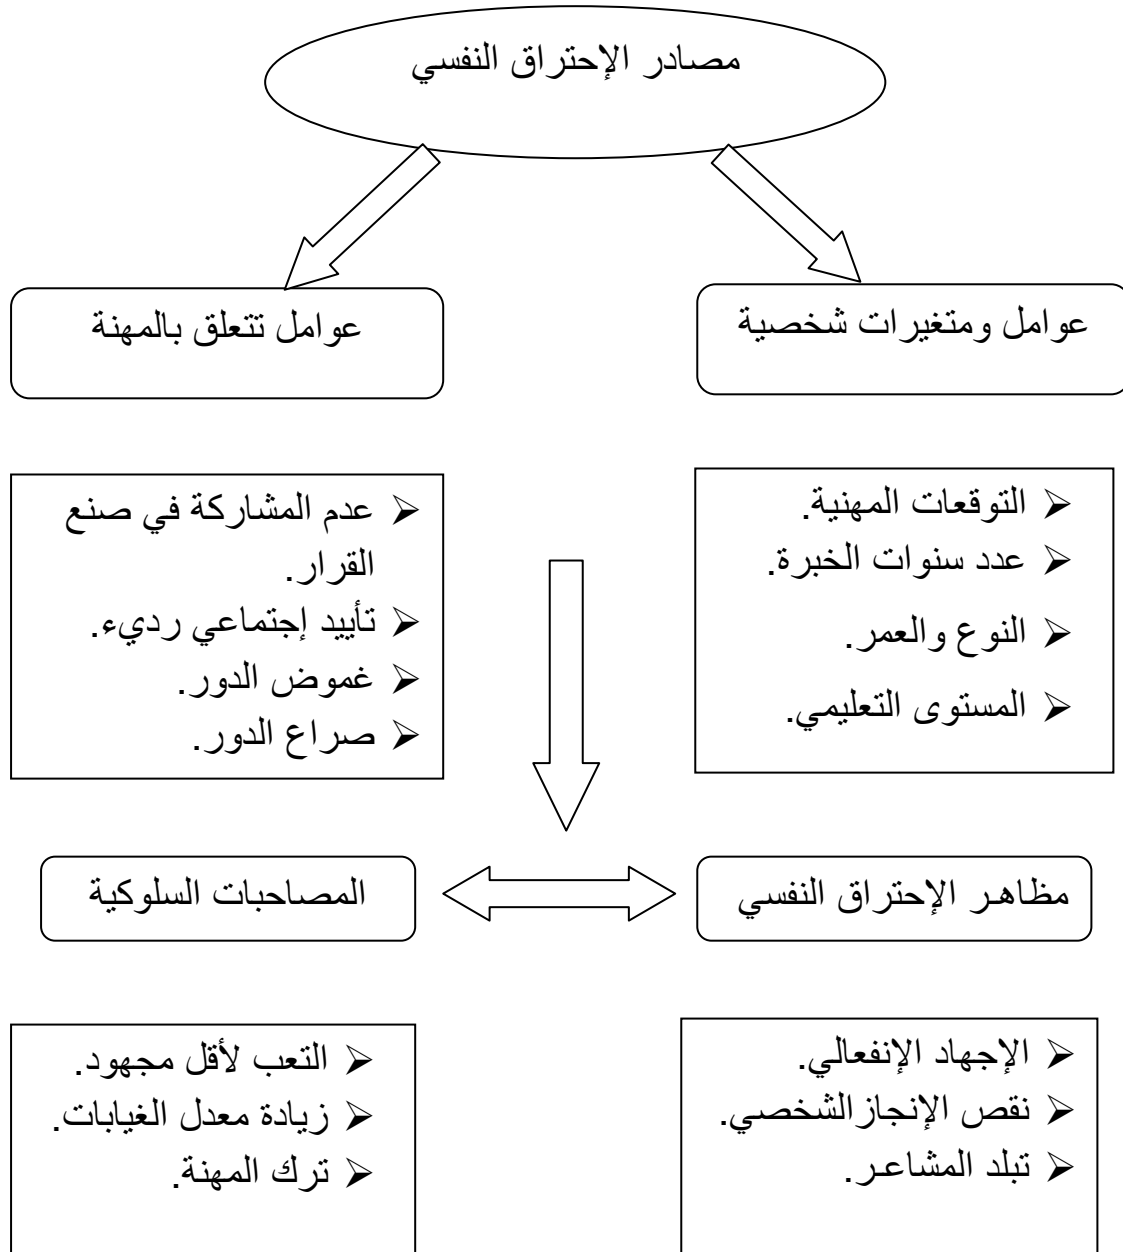 مصادر الإحتراق النفسي
عوامل ومتغيرات شخصية
عوامل تتعلق بالمهنة
التوقعات المهنية.
عدد سنوات الخبرة.
النوع والعمر.
المستوى التعليمي.
عدم المشاركة في صنع
القرار.
تأييد إجتماعي رديء.
غموض الدور.
صراع الدور.
مظاهر الإحتراق النفسي
المصاحبات السلوكية
الإجهاد الإنفعالي.
نقص الإنجاز الشخصي.
تبلد المشاعر.
التعب لأقل مجهود.
زيادة معدل الغيابات.
ترك المهنة.